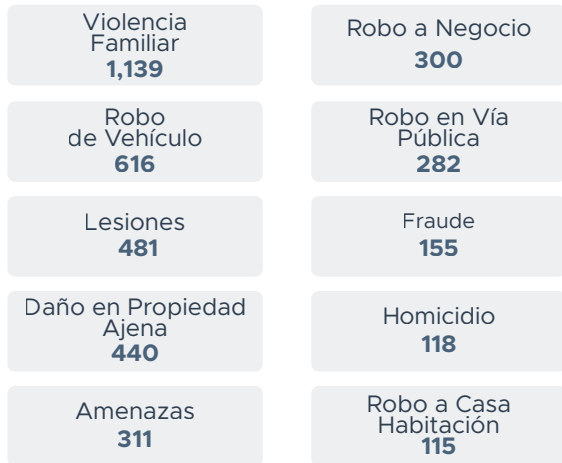 Violencia
Familiar
1,139
Robo
de Vehículo
616
Lesiones
481
Daño en Propiedad
Ajena
440
Amenazas
311
Robo a Negocio
300
Robo en Vía
Pública
282
Fraude
155
Homicidio
118
Robo a Casa
Habitación
115